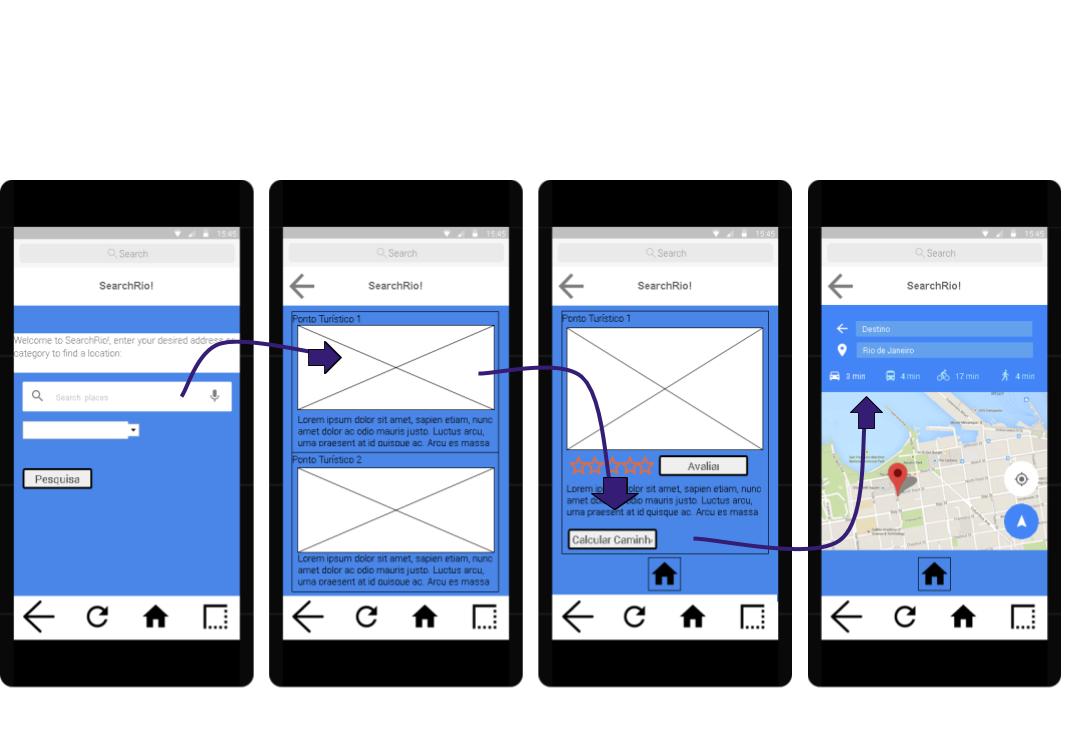 15:45
Search
SearchRio!
Welcome to SearchRio!, enter your desired address or
category to find a location:
Search places
Pesquisa
15:45
Search
SearchRio!
Ponto Turístico 1
Lorem ipsum dolor sit amet, sapien etiam, nunc
amet dolor ac odio mauris justo. Luctus arcu,
urna praesent at id quisque ac. Arcu es massa
Ponto Turistico 2
Lorem ipsum dolor sit amet, sapien etiam, nunc
amet dolor ac odio mauris justo. Luctus arcu,
urna praesent at id quisque ac. Arcu es massa
15:45
Search
SearchRio!
Ponto Turístico 1
Avaliar
Lorem ipsum dolor sit amet, sapien etiam, nunc
amet dolor ac odio mauris justo. Luctus arcu,
urna praesent at id quisque ac. Arcu es massa
Calcular Caminh
15:45
Search
SearchRio!
Destino
Rio de Janeiro
3 min 4 min 17 min 4 min